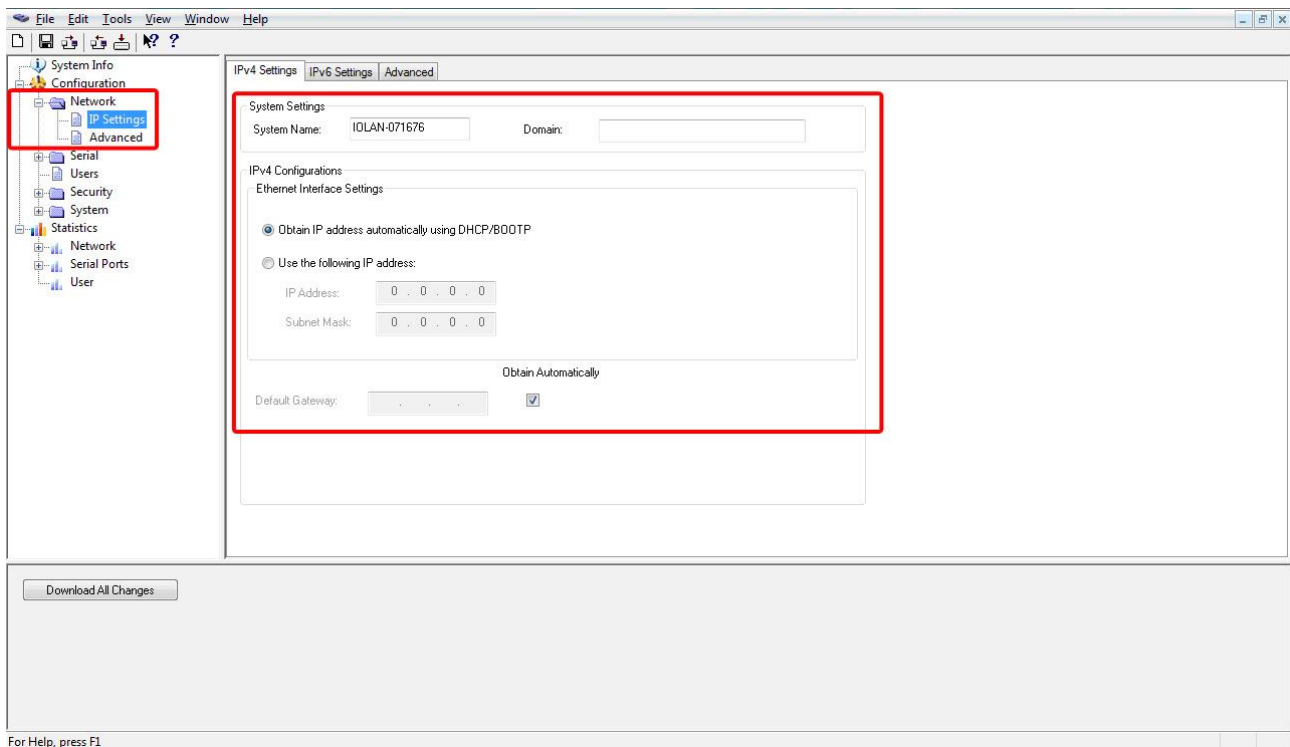 File Edit Tools View Window Help
System Info
Configuration
Network
IP Settings
Advanced
Serial
Users
Security
System
Statistics
Network
Serial Ports
User
IPv4 Settings IPv6 Settings Advanced
System Settings
System Name: IOLAN-071676 Domain:
IPv4 Configurations
Ethernet Interface Settings
Obtain IP address automatically using DHCP/BOOTP
Use the following IP address:
IP Address: 0 . 0 . 0 . 0
Subnet Mask: 0 . 0 . 0 . 0
Obtain Automatically
Default Gateway: . . .
Download All Changes
For Help, press F1